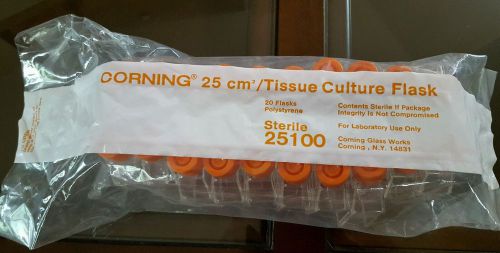 CORNING® 25 cm²/Tissue Culture Flask
20 Flasks
Polystyrene
Sterile
25100
Contents Sterile If Package
Integrity Is Not Compromised
For Laboratory Use Only
Corning Glass Works
Corning , N.Y. 14831